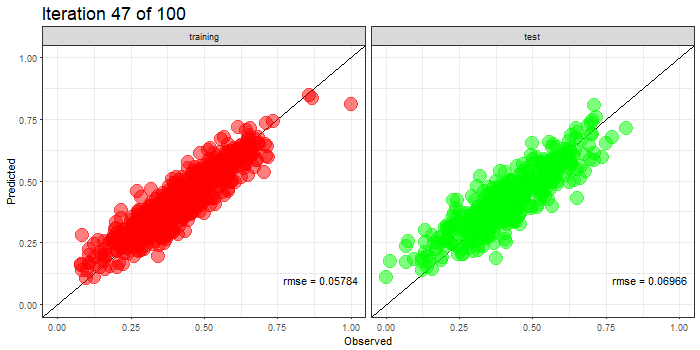 Iteration 47 of 100
training
test
1.00
0.75
0.50
0.25
0.00
Predicted
rmse = 0.05784
rmse = 0.06966
0.00 0.25 0.50 0.75 1.00 0.00 0.25 0.50 0.75 1.00
Observed